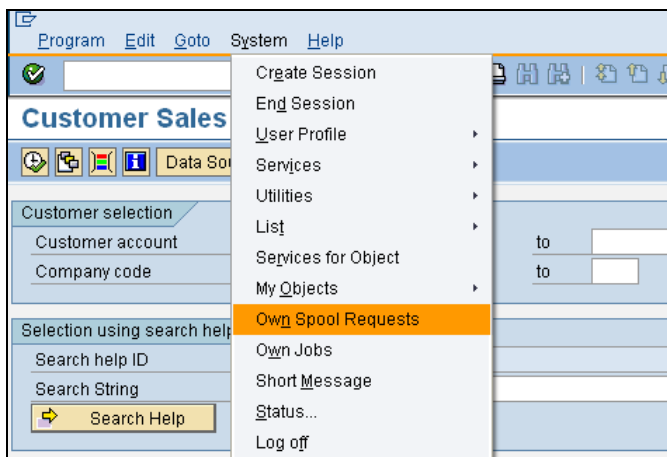 Program Edit Goto System Help
Create Session
End Session
Customer Sales
User Profile
Data Sou
Services
Utilities
Customer selection
List
Customer account
to
Services for Object
Company code
to
My Objects
Own Spool Requests
Selection using search help
Own Jobs
Search help ID
Short Message
Search String
Status...
Search Help
Log off